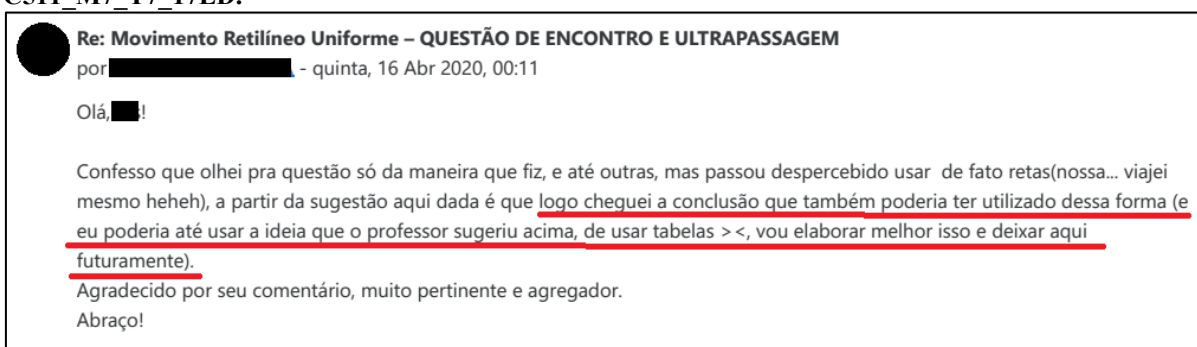 Re: Movimento Retilíneo Uniforme – QUESTÃO DE ENCONTRO E ULTRAPASSAGEM
por - quinta, 16 Abr 2020, 00:11
Olá, !
Confesso que olhei pra questão só da maneira que fiz, e até outras, mas passou despercebido usar de fato retas(nossa... viajei
mesmo heheh), a partir da sugestão aqui dada é que logo cheguei a conclusão que também poderia ter utilizado dessa forma (e
eu poderia até usar a ideia que o professor sugeriu acima, de usar tabelas ><, vou elaborar melhor isso e deixar aqui
futuramente).
Agradecido por seu comentário, muito pertinente e agregador.
Abraço!